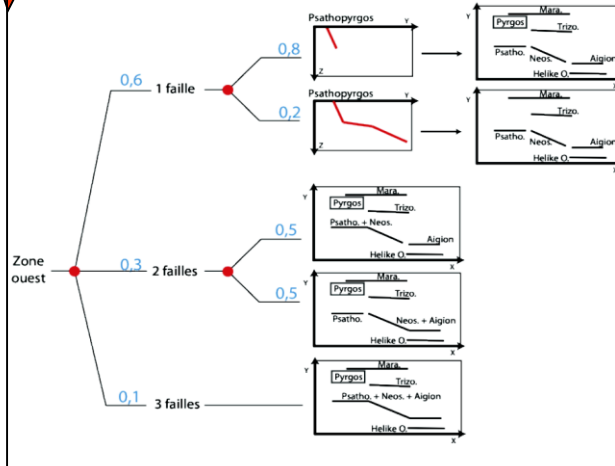 Psathopyrgos
Y
Z
0,8
Y
Mara.
Pyrgos
Trizo.
Psatho.
Neos.
Aigion
Helike O.
X
0,6
1 faille
0,2
Psathopyrgos
Y
Z
Y
Mara.
Trizo.
Psatho.
Neos.
Aigion
Helike O.
X
Zone
ouest
0,3
2 failles
0,5
Y
Mara.
Pyrgos
Trizo.
Psatho. + Neos.
Aigion
Helike O.
X
0,5
Y
Mara.
Pyrgos
Trizo.
Psatho.
Neos. + Aigion
Helike O.
X
0,1
3 failles
Y
Mara.
Pyrgos
Trizo.
Psatho. + Neos. + Aigion
Helike O.
X